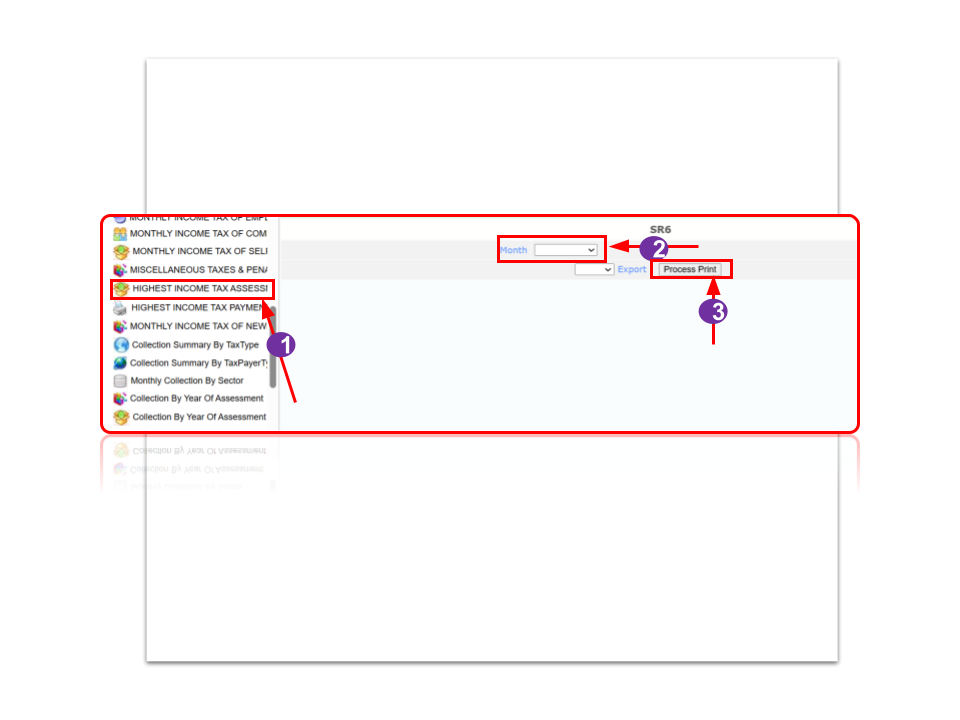 MONTHLY INCOME TAX OF EMPL
MONTHLY INCOME TAX OF COM
MONTHLY INCOME TAX OF SELF
MISCELLANEOUS TAXES & PENA
HIGHEST INCOME TAX ASSESSI
HIGHEST INCOME TAX PAYMEN
MONTHLY INCOME TAX OF NEW
Collection Summary By TaxType
Collection Summary By TaxPayerTy
Monthly Collection By Sector
Collection By Year Of Assessment
Collection By Year Of Assessment
1
SR6
Month
2
Export
Process Print
3